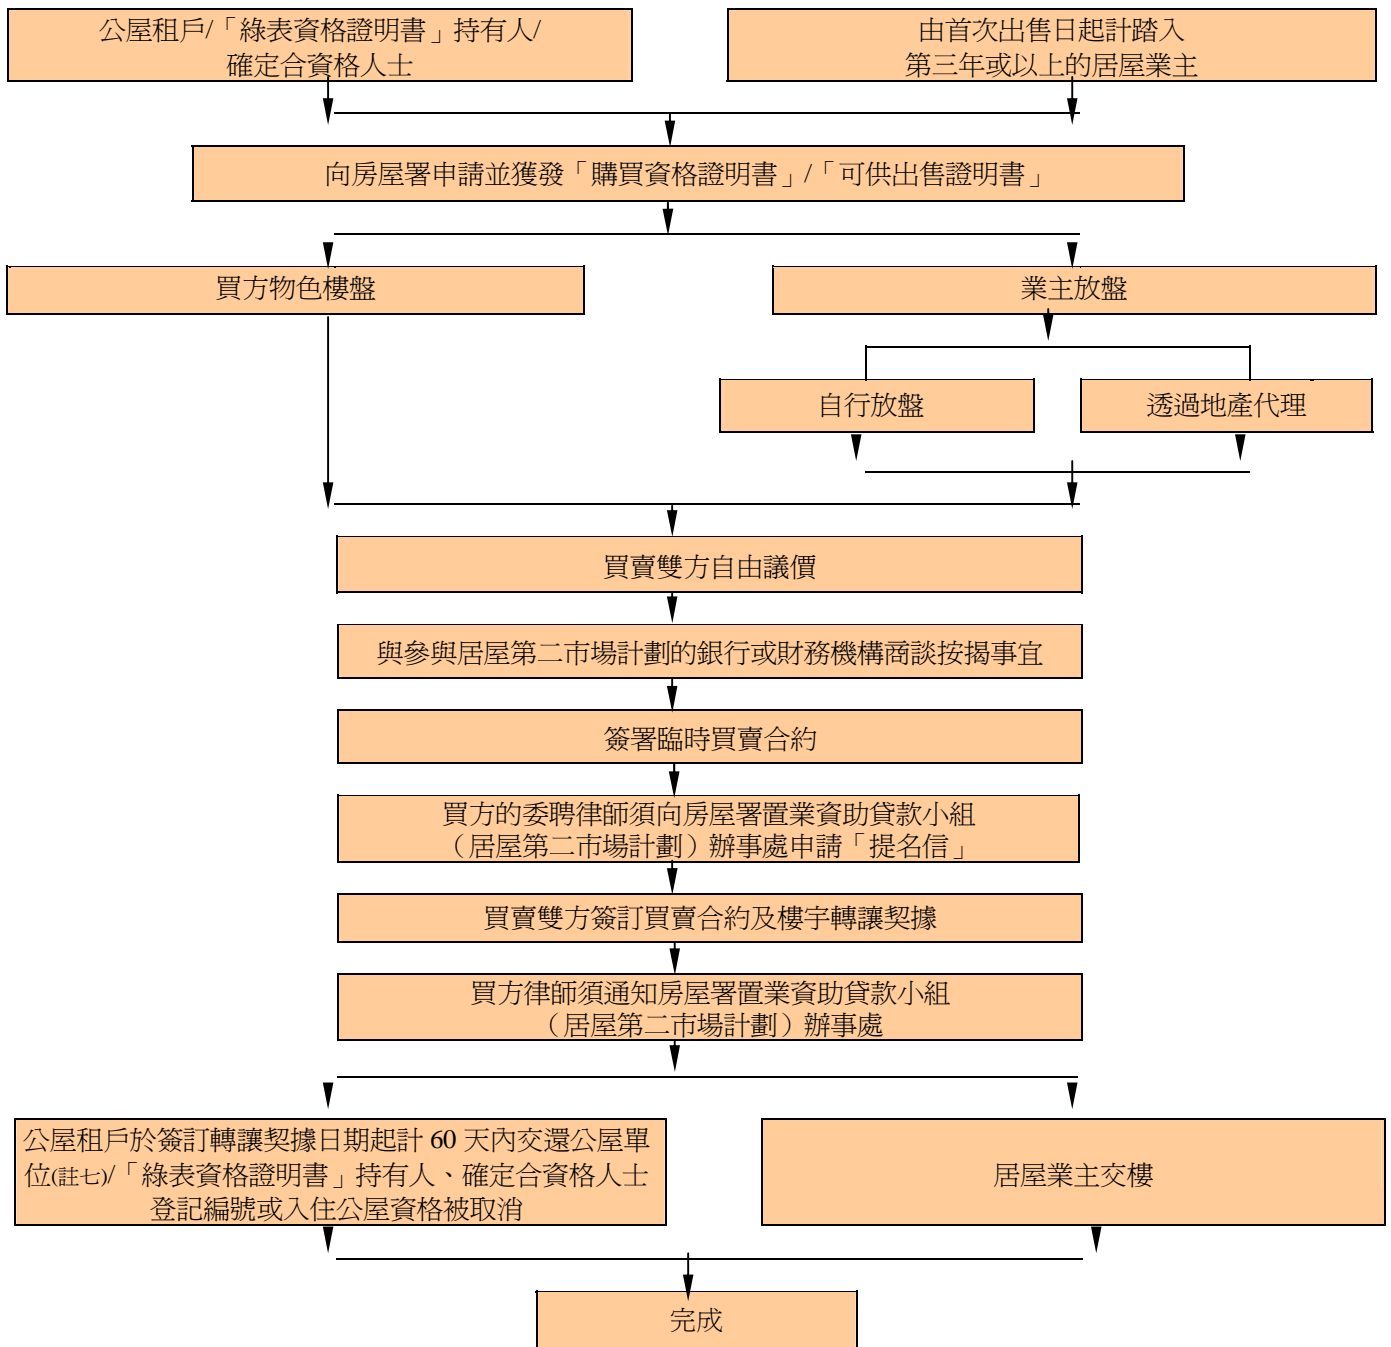 公屋租戶/「綠表資格證明書」持有人/
確定合資格人士
由首次出售日起計踏入
第三年或以上的居屋業主
向房屋署申請並獲發「購買資格證明書」/「可供出售證明書」
買方物色樓盤
業主放盤
自行放盤
透過地產代理
買賣雙方自由議價
與參與居屋第二市場計劃的銀行或財務機構商談按揭事宜
簽署臨時買賣合約
買方的委聘律師須向房屋署置業資助貸款小組
（居屋第二市場計劃）辦事處申請「提名信」
買賣雙方簽訂買賣合約及樓宇轉讓契據
買方律師須通知房屋署置業資助貸款小組
（居屋第二市場計劃）辦事處
公屋租戶於簽訂轉讓契據日期起計 60 天內交還公屋單
位(註七)/「綠表資格證明書」持有人、確定合資格人士
登記編號或入住公屋資格被取消
居屋業主交樓
完成